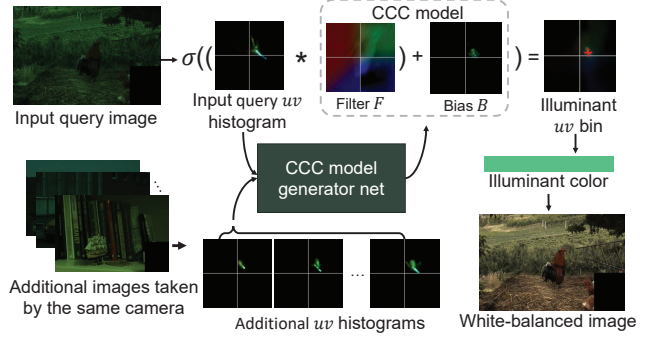 CCC model
σ((
*
) +
) =
Input query image
Input query uv
histogram
Filter F
Bias B
Illuminant
uv bin
CCC model
generator net
Illuminant color
...
Additional images taken
by the same camera
...
Additional uv histograms
White-balanced image